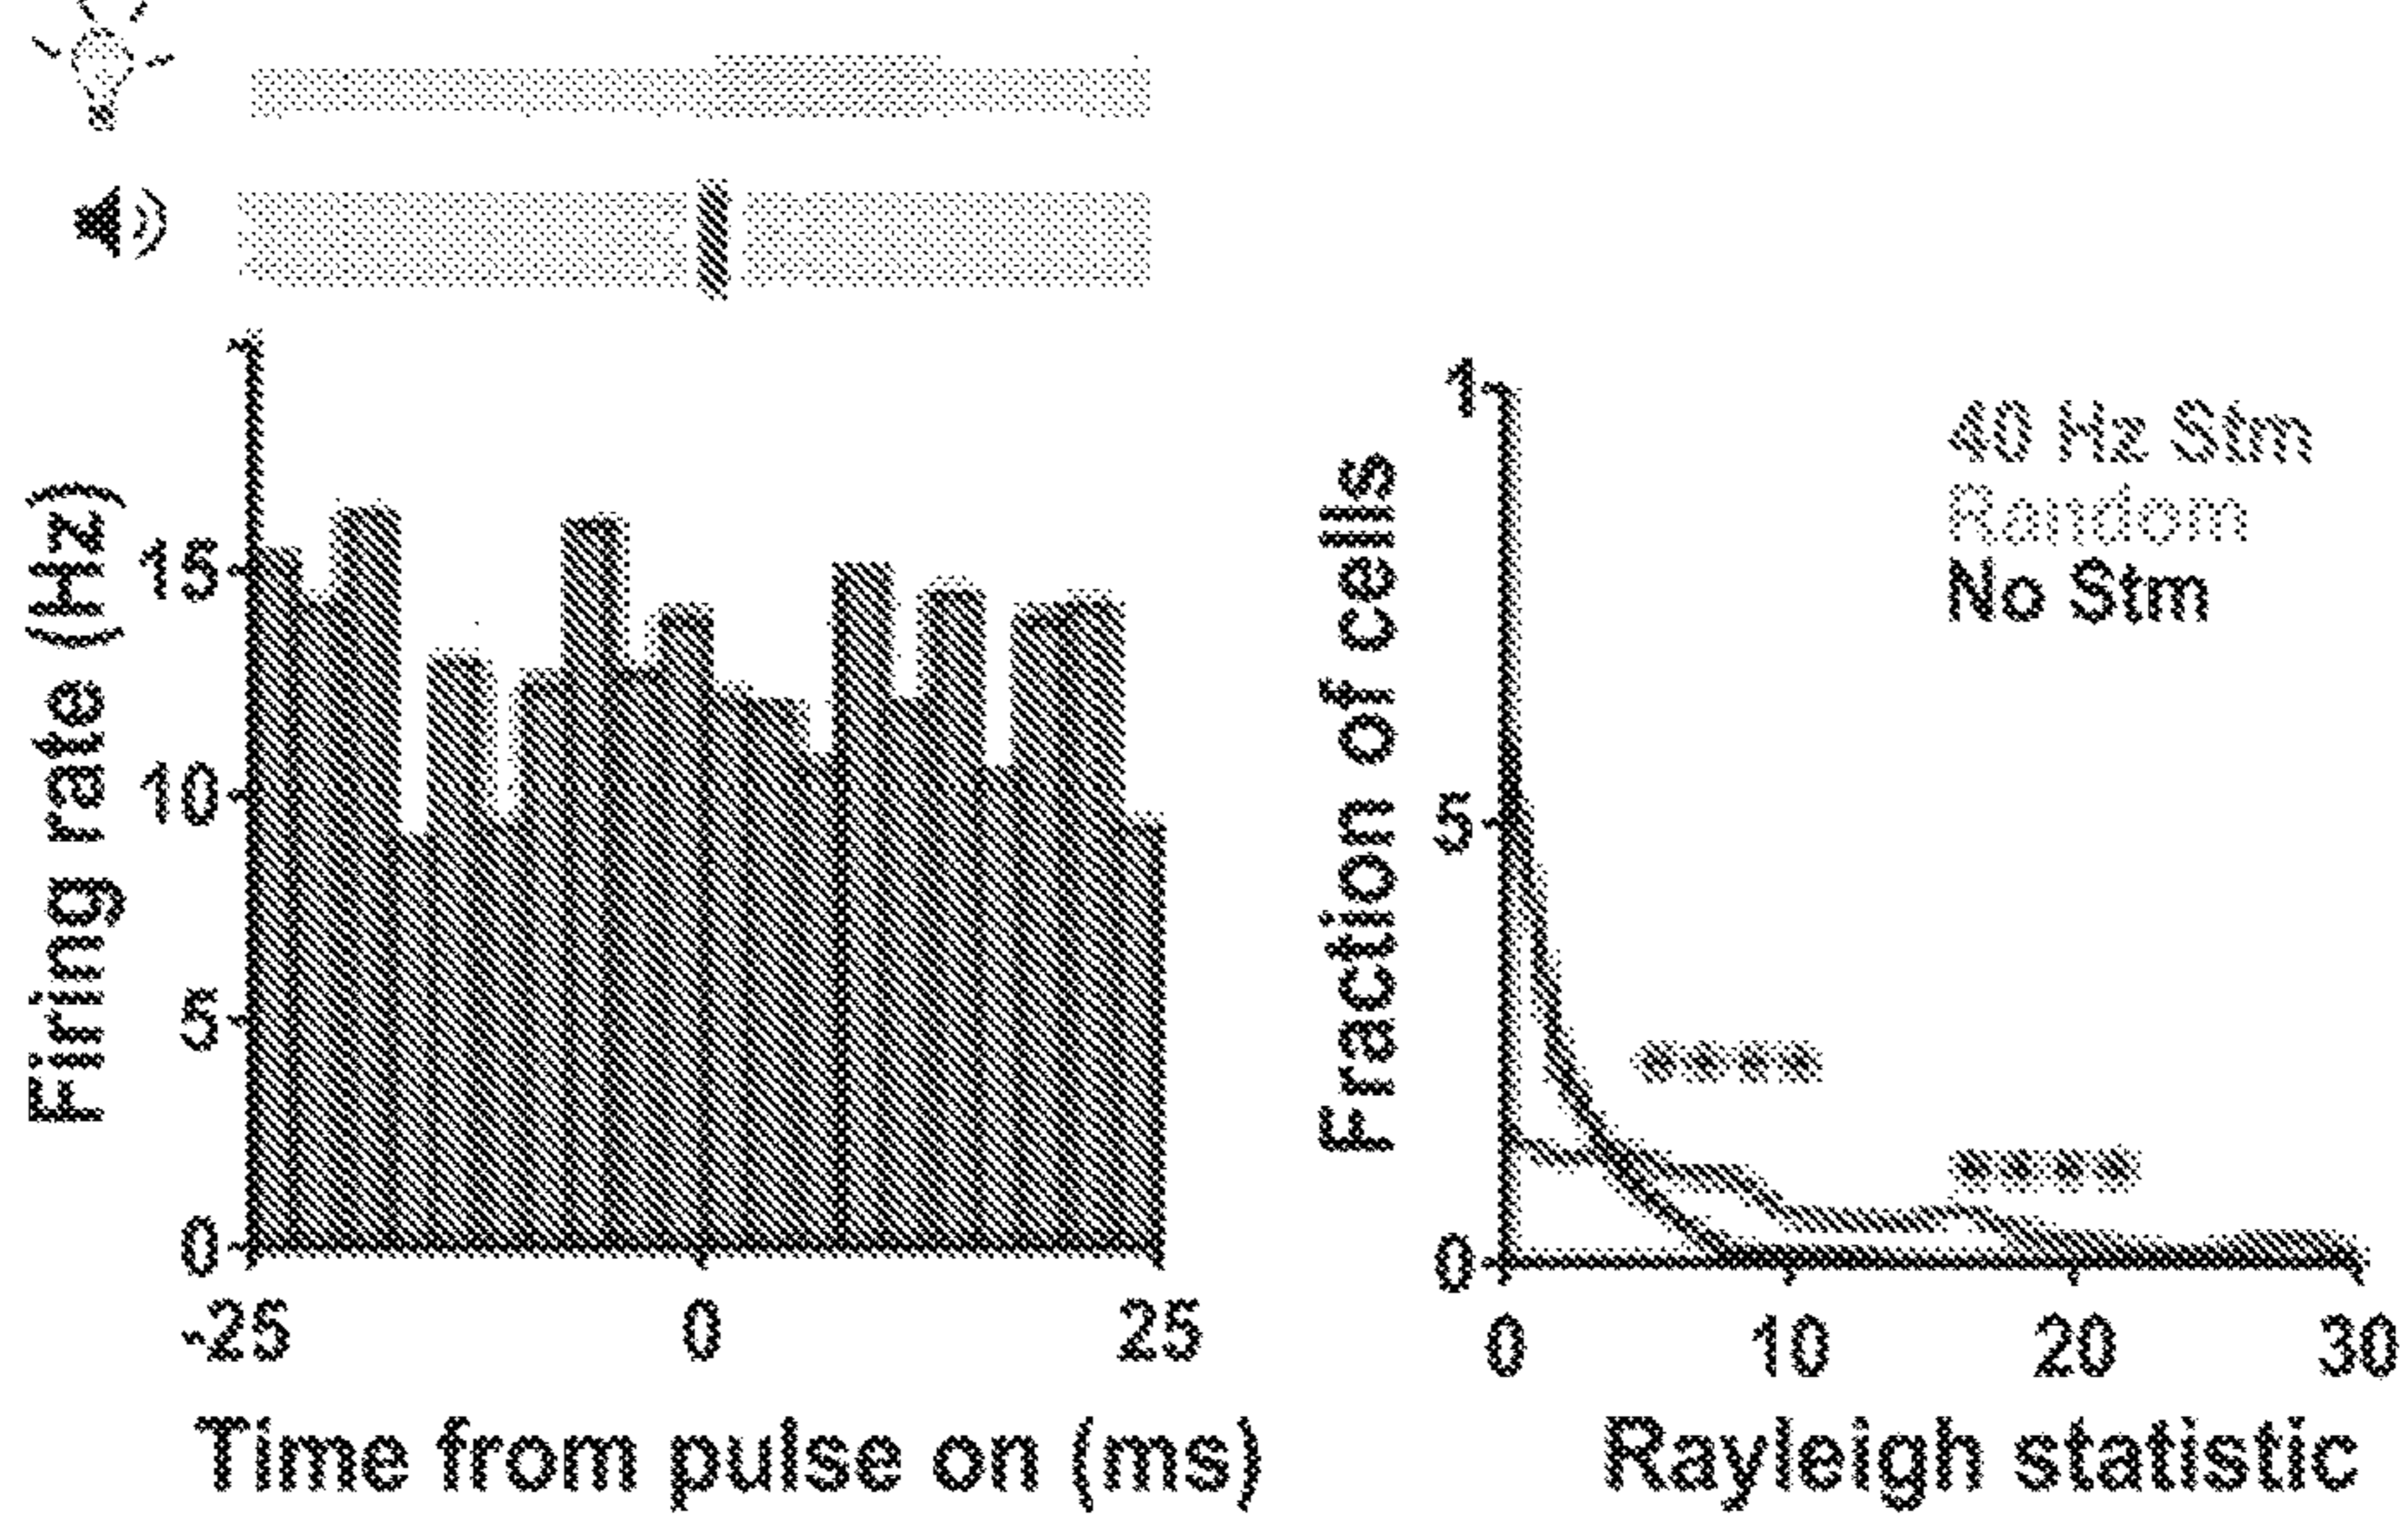 Firing rate (Hz)
15
10
5
0
-25
0
25
Time from pulse on (ms)
Fraction of cells
1
5
0
0
10
20
30
Rayleigh statistic
40 Hz Stm
Random
No Stm
****
****